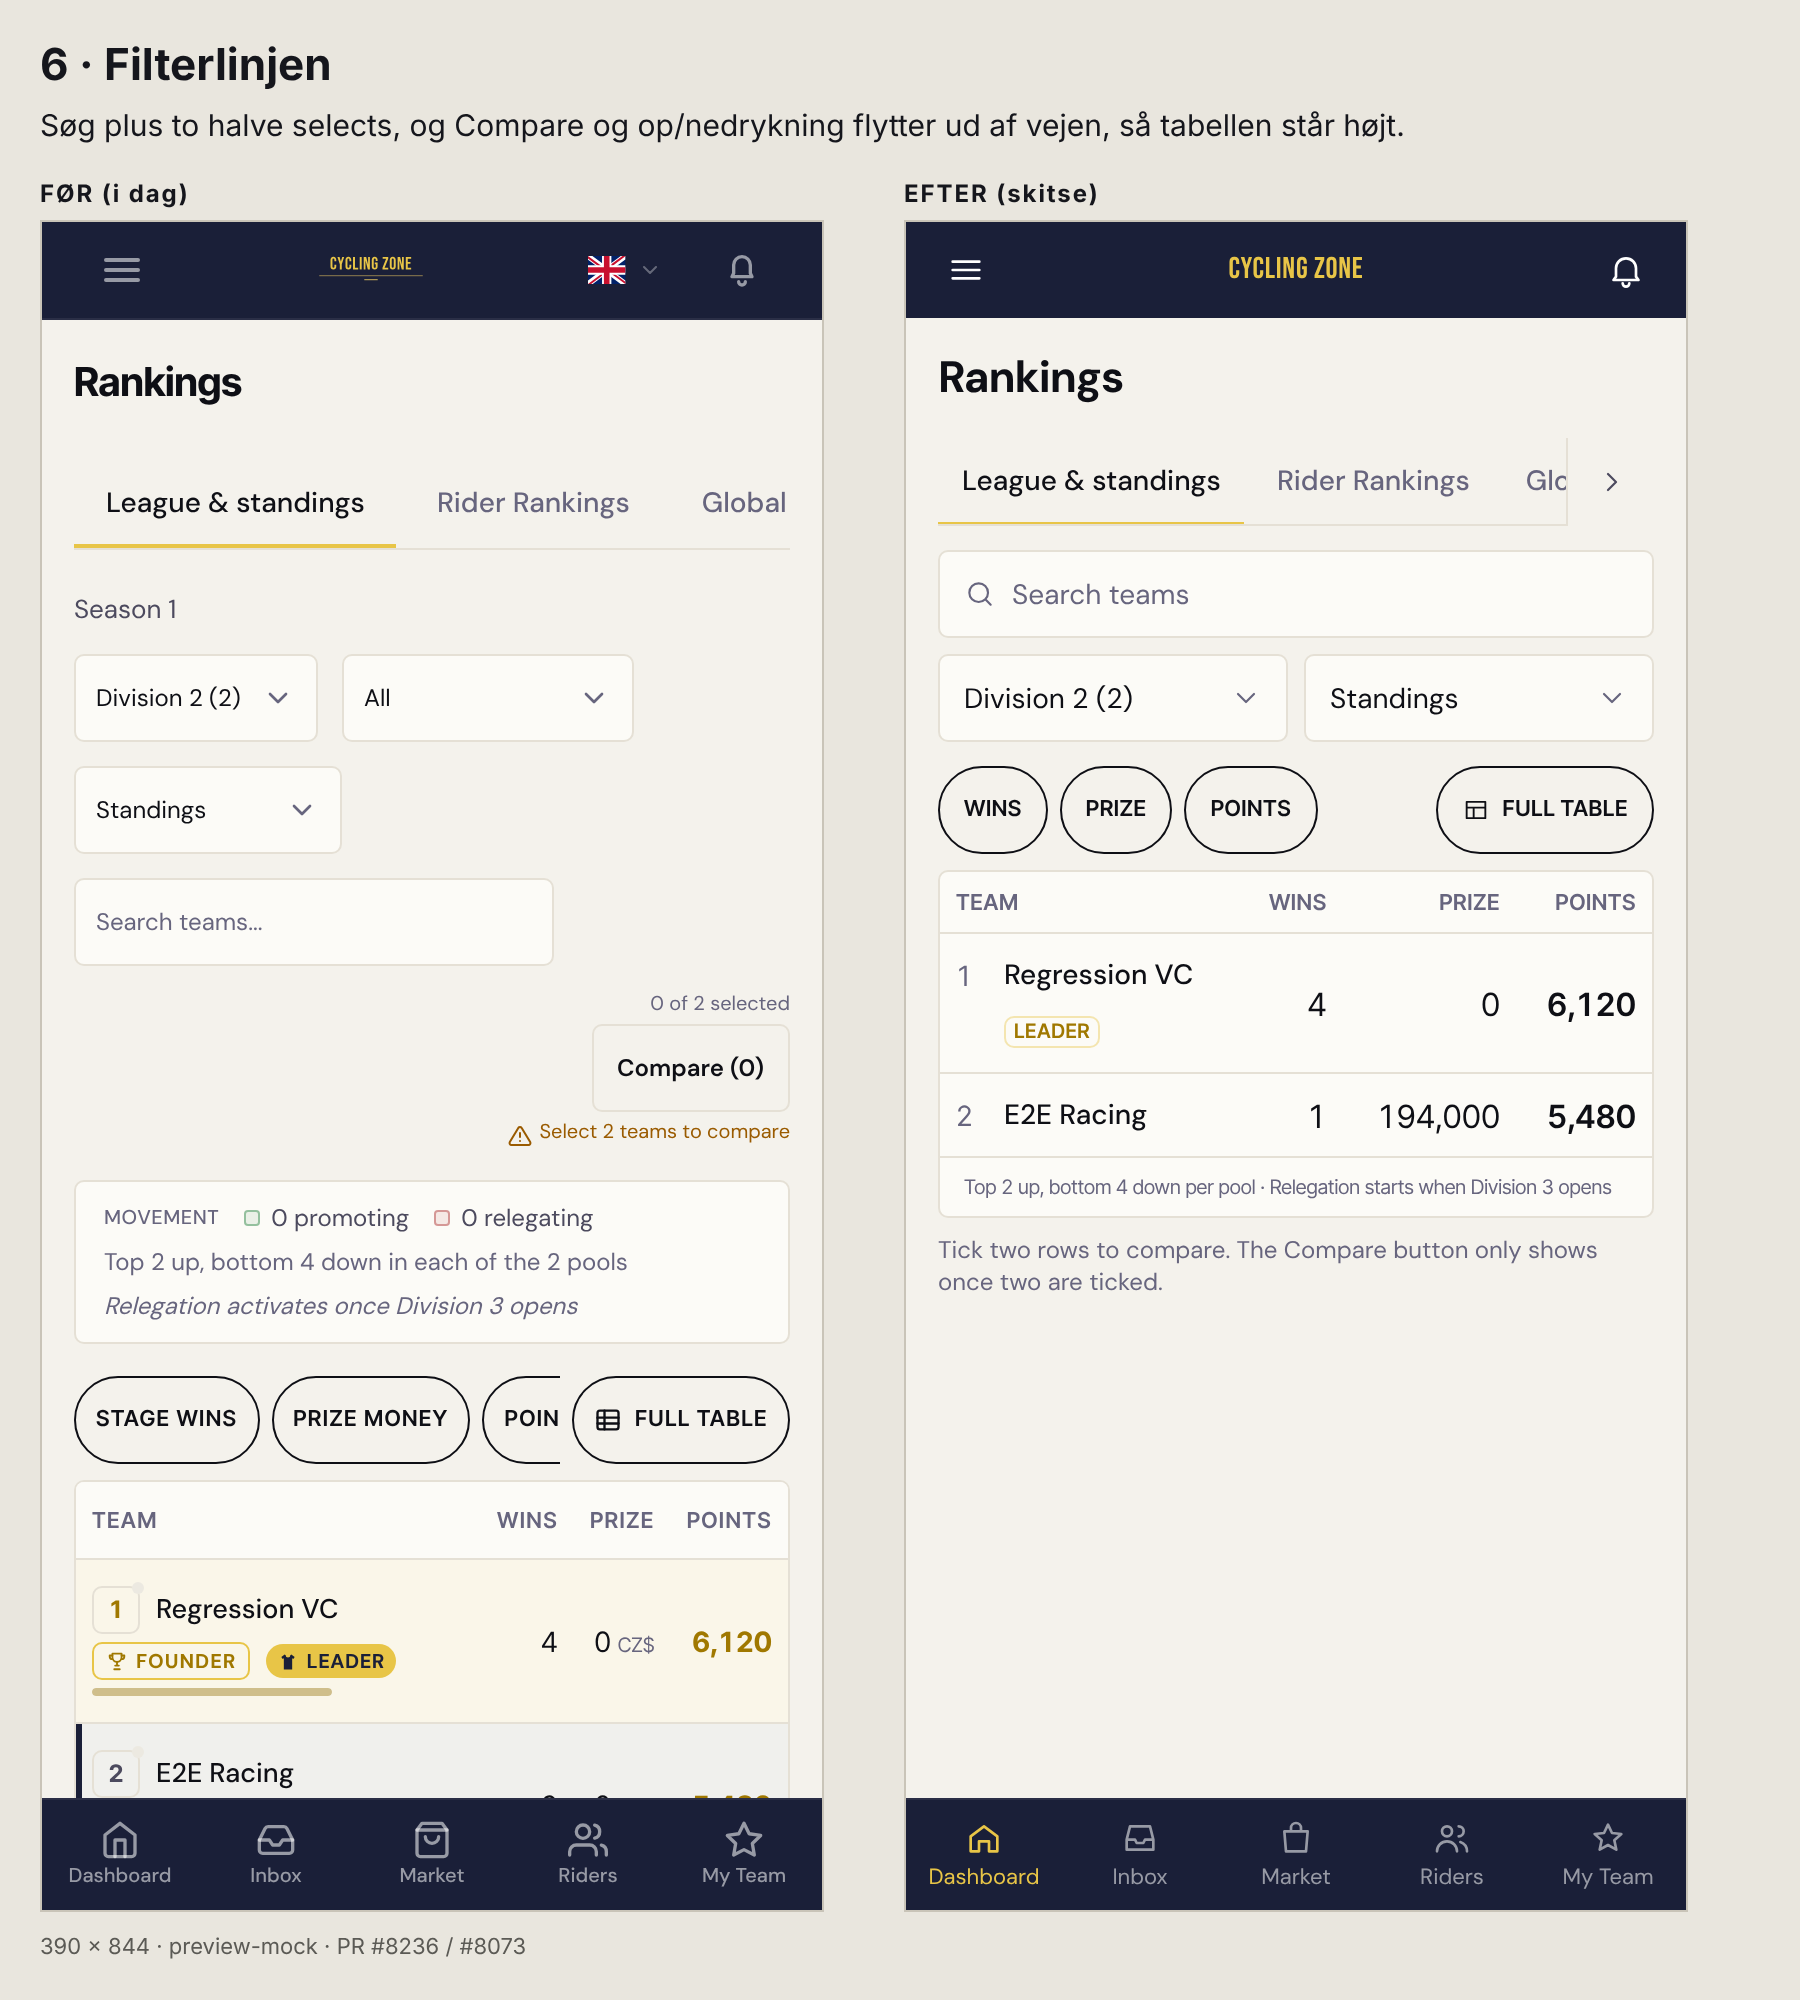 6 · Filterlinjen
Søg plus to halve selects, og Compare og op/nedrykning flytter ud af vejen, så tabellen står højt.
FØR (i dag)
CYCLING ZONE
Rankings
League & standings Rider Rankings Global
Season 1
Division 2 (2) All
Standings
Search teams...
0 of 2 selected
Compare (0)
Select 2 teams to compare
MOVEMENT 0 promoting 0 relegating
Top 2 up, bottom 4 down in each of the 2 pools
Relegation activates once Division 3 opens
STAGE WINS PRIZE MONEY POIN FULL TABLE
TEAM WINS PRIZE POINTS
1 Regression VC 4 0 CZ$ 6,120
FOUNDER LEADER
2 E2E Racing
Dashboard Inbox Market Riders My Team
EFTER (skitse)
CYCLING ZONE
Rankings
League & standings Rider Rankings Glo
Search teams
Division 2 (2) Standings
WINS PRIZE POINTS FULL TABLE
TEAM WINS PRIZE POINTS
1 Regression VC 4 0 6,120
LEADER
2 E2E Racing 1 194,000 5,480
Top 2 up, bottom 4 down per pool · Relegation starts when Division 3 opens
Tick two rows to compare. The Compare button only shows
once two are ticked.
Dashboard Inbox Market Riders My Team
390 × 844 · preview-mock · PR #8236 / #8073